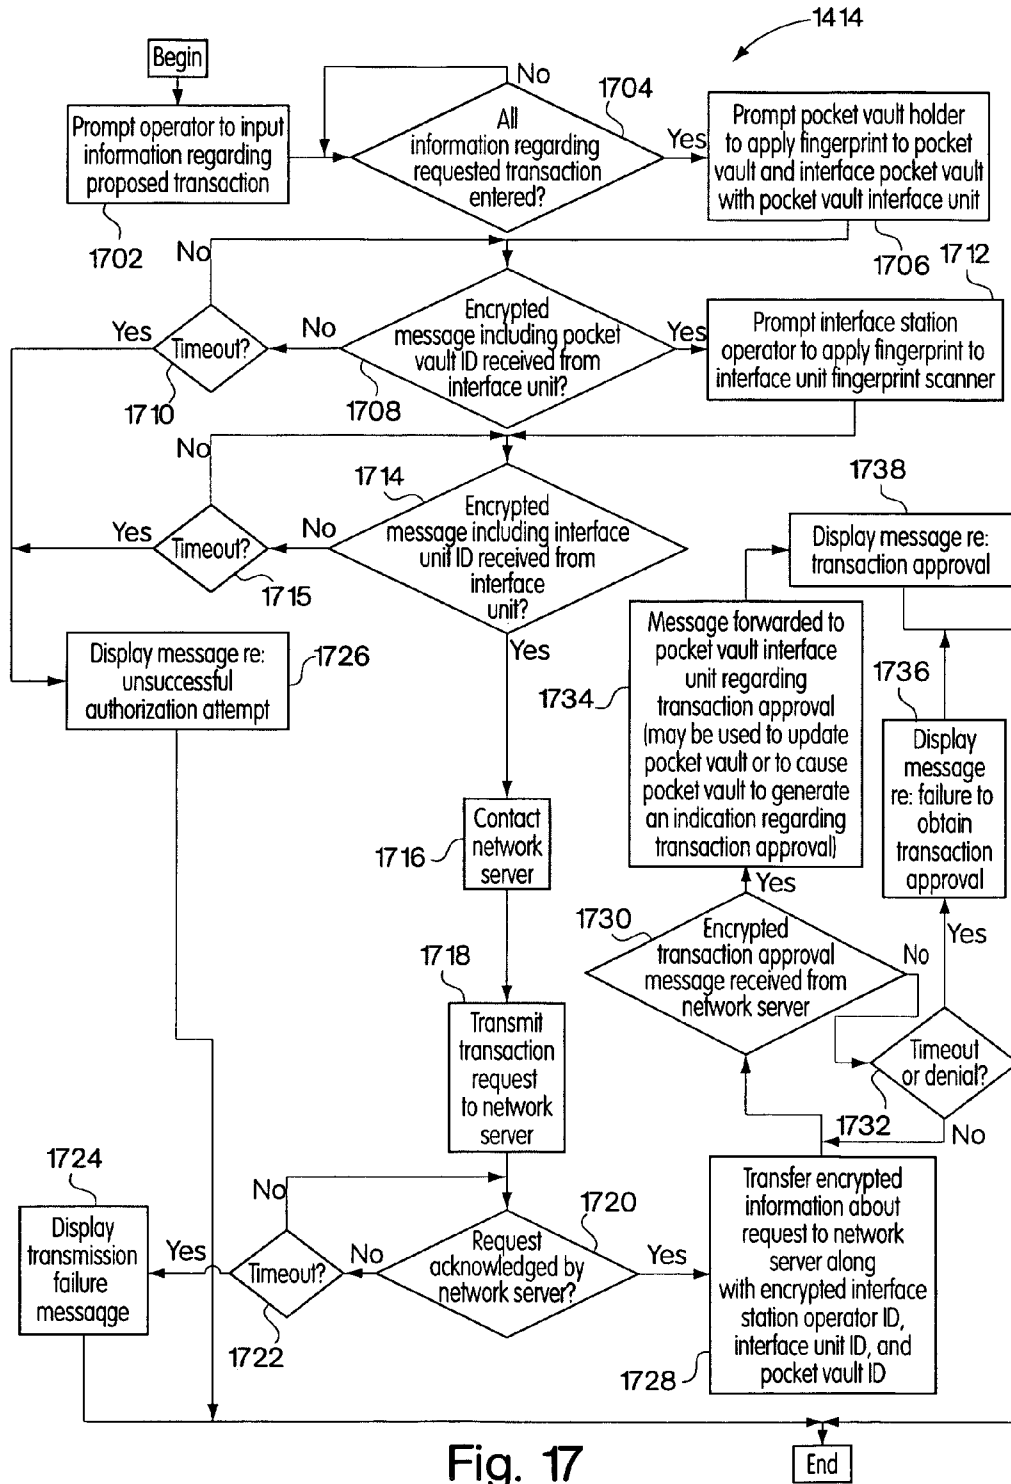 1414
Begin
No
1704
Prompt operator to input
information regarding
proposed transaction
All
information regarding
requested transaction
entered?
Yes
Prompt pocket vault holder
to apply fingerprint to pocket
vault and interface pocket vault
with pocket vault interface unit
1702
No
1706
1712
Yes
Timeout?
No
Encrypted
message including pocket
vault ID received from
interface unit?
Yes
Prompt interface station
operator to apply fingerprint to
interface unit fingerprint scanner
1710
1708
No
1714
1738
Yes
Timeout?
No
Encrypted
message including interface
unit ID received from
interface
unit?
Display message re:
transaction approval
1715
Yes
Display message re:
unsuccessful
authorization attempt
1726
1734
Message forwarded to
pocket vault interface
unit regarding
transaction approval
(may be used to update
pocket vault or to cause
pocket vault to generate
an indication regarding
transaction approval)
1736
Display
message
re: failure to
obtain
transaction
approval
1716
Contact
network
server
Yes
Yes
1730
Encrypted
transaction approval
message received from
network server
No
1718
Transmit
transaction
request
to network
server
Timeout
or denial?
1732
No
1724
Display
transmission
failure
messaqge
Yes
No
Timeout?
1722
No
1720
Request
acknowledged by
network server?
Yes
Transfer encrypted
information about
request to network
server along
with encrypted interface
station operator ID,
interface unit ID, and
pocket vault ID
1728
End
Fig. 17